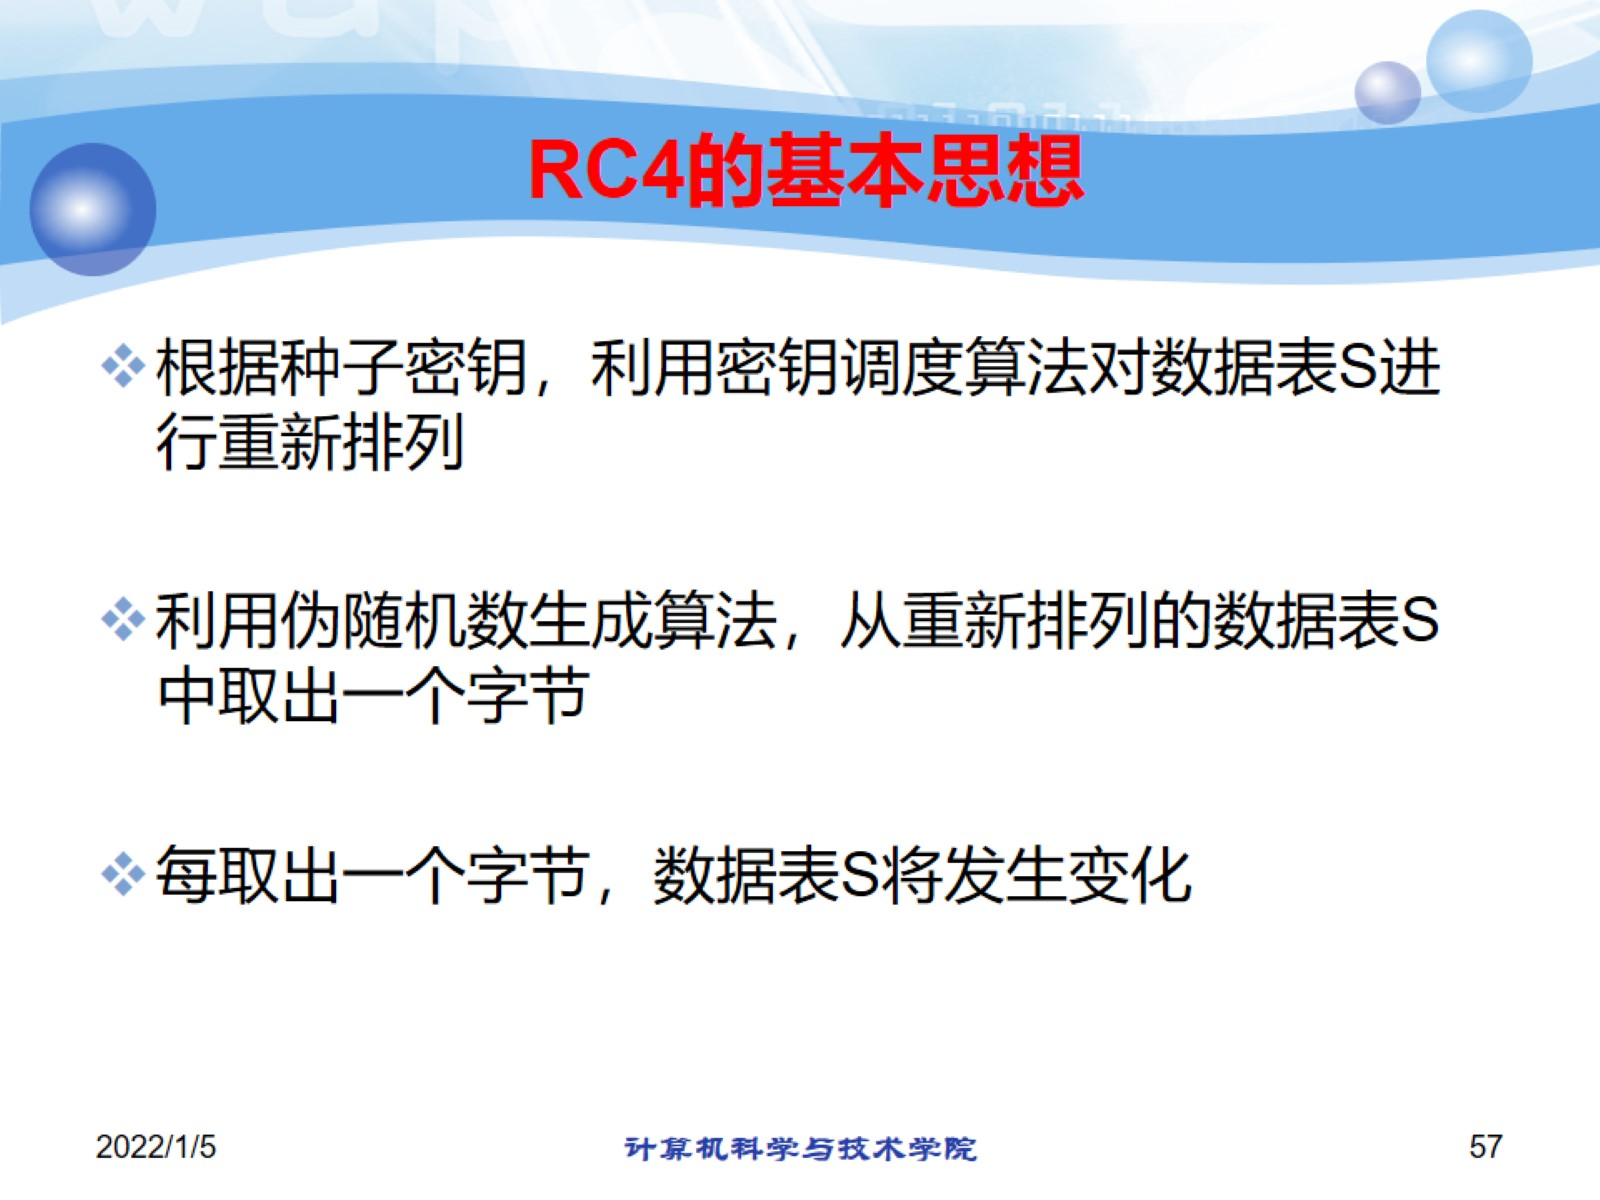 RC4的基本思想
根据种子密钥，利用密钥调度算法对数据表S进
行重新排列
利用伪随机数生成算法，从重新排列的数据表S
中取出一个字节
每取出一个字节，数据表S将发生变化
2022/1/5
计算机科学与技术学院
57